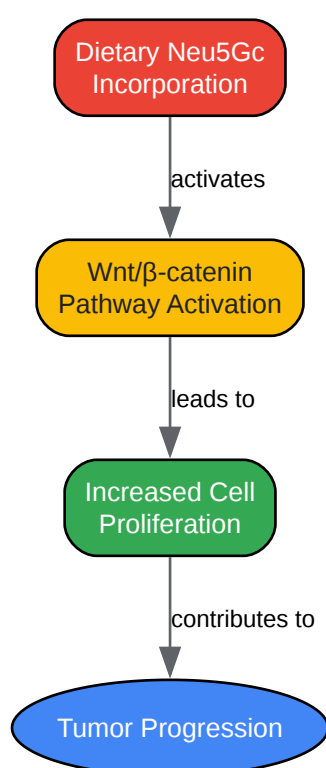 Dietary Neu5Gc
Incorporation
activates
Wnt/β-catenin
Pathway Activation
leads to
Increased Cell
Proliferation
contributes to
Tumor Progression